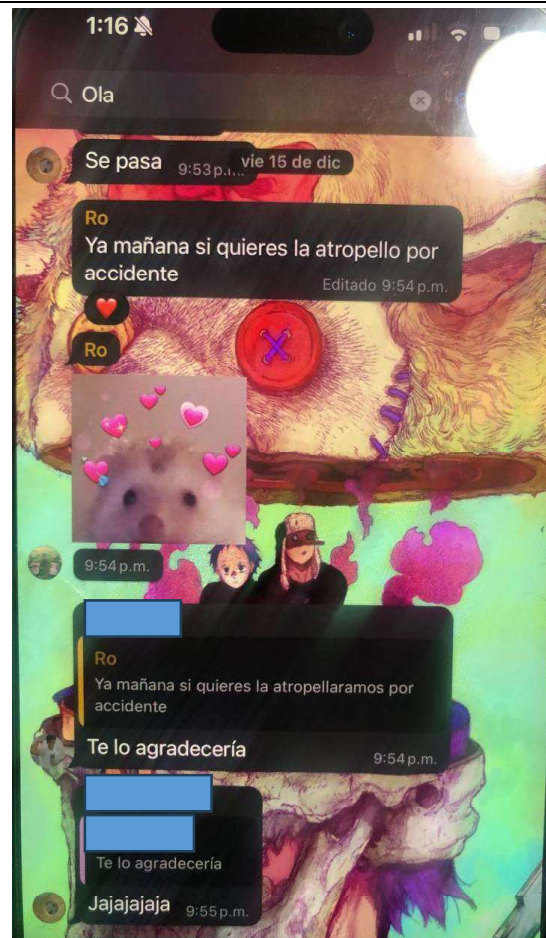 1:16
Ola
Se pasa 9:53 p.m.
vie 15 de dic
Ro
Ya mañana si quieres la atropello por
accidente
Editado 9:54 p.m.
Ro
9:54 p.m.
Ro
Ya mañana si quieres la atropellaramos por
accidente
Te lo agradecería
9:54 p.m.
Te lo agradecería
Jajajajaja 9:55 p.m.